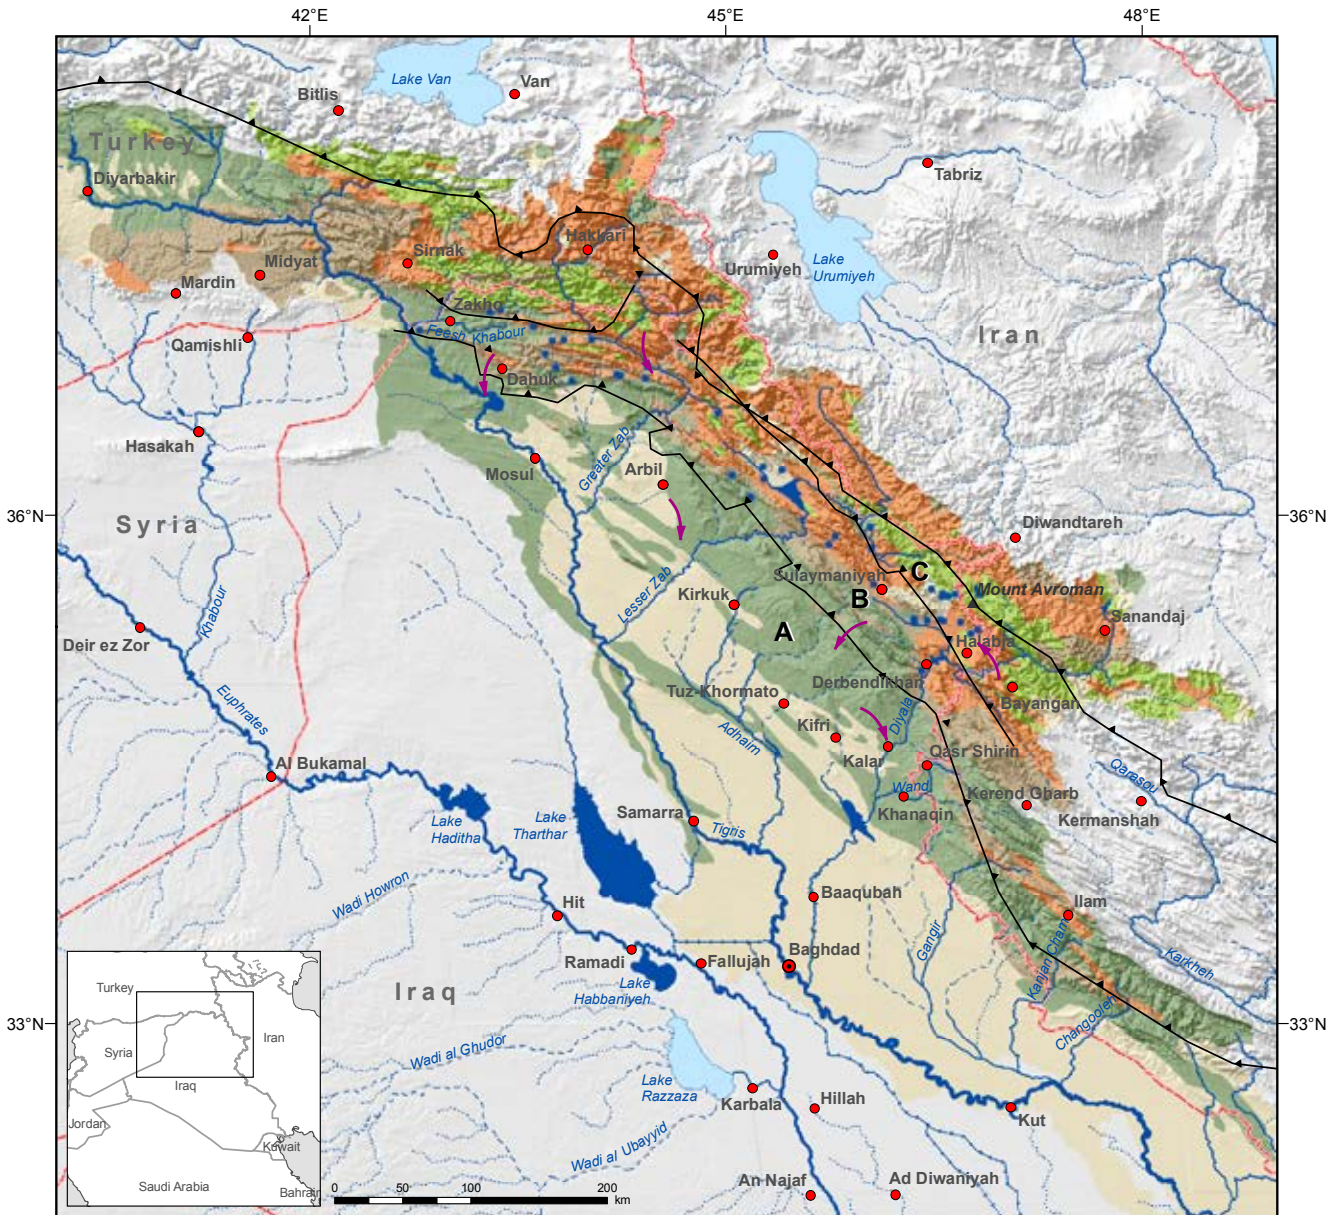 42°E
45°E
48°E
Lake Van
Van
Bitlis
Turkey
Diyarbakir
Tabriz
Hakkari
Sirnak
Midyat
Mardin
Urumiyeh
Lake
Urumiyeh
Zakho
Feesh Khabour
Qamishli
Iran
Dahuk
Hasakah
Mosul
Greater Zab
Arbil
36°N
36°N
Syria
Diwandtareh
Khabour
Lesser Zab
Kirkuk
Sulaymaniyah
C
Mount Avroman
B
A
Sanandaj
Deir ez Zor
Halabja
Derbendikhan
Bayangan
Euphrates
Tuz-Khormato
Adhaim
Kifri
Diyala
Kalar
Qasr Shirin
Al Bukamal
Wand
Khanaqin
Kerend Gharb
Qarasou
Kermanshah
Lake
Haditha
Lake
Tharthar
Samarra
Tigris
Wadi Howron
Hit
Baaqubah
Ilam
Gangir
Kanjan Cham
Karkheh
Ramadi
Fallujah
Baghdad
Lake
Habbaniyeh
Iraq
Changooleh
33°N
33°N
Wadi al Ghudor
Lake
Razzaza
Karbala
Hillah
Kut
Wadi al Ubayyid
An Najaf
Ad Diwaniyah
Turkey
Syria
Iran
Iraq
Jordan
Kuwait
Saudi Arabia
Bahrain
0 50 100 200
km